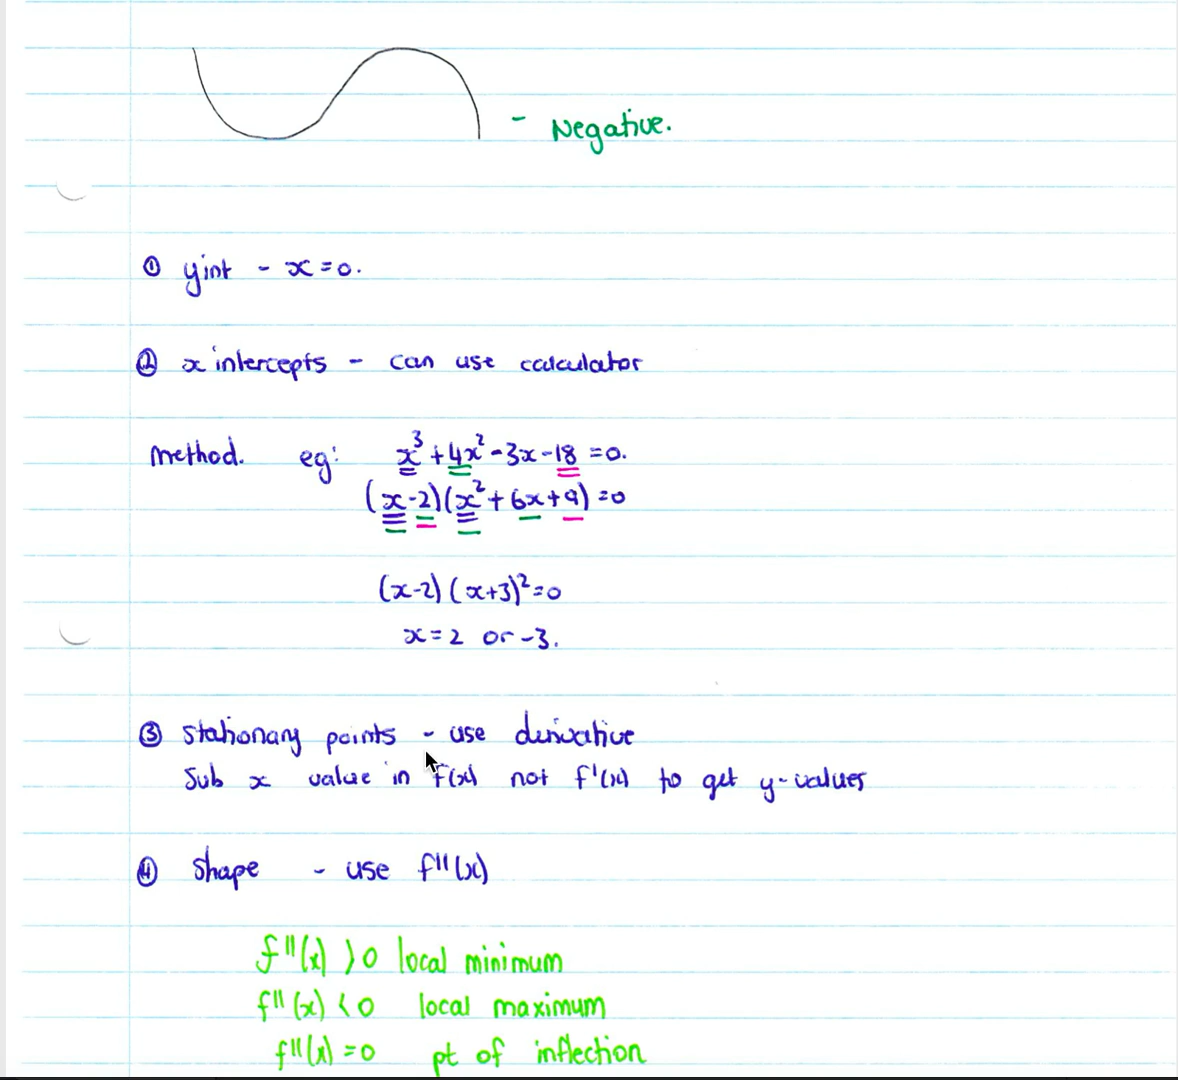 - Negative.
① y int - x = 0.
② x intercepts - can use calculator
Method. eg: x³ + 4x² - 3x - 18 = 0.
(x - 2)(x² + 6x + 9) = 0
(x-2)(x+3)² = 0
x = 2 or -3.
③ Stationary points - use derivative
Sub x value in f(x) not f'(x) to get y-values
④ Shape - use f''(x)
f''(x) > 0 local minimum
f''(x) < 0 local maximum
f''(x) = 0 pt of inflection